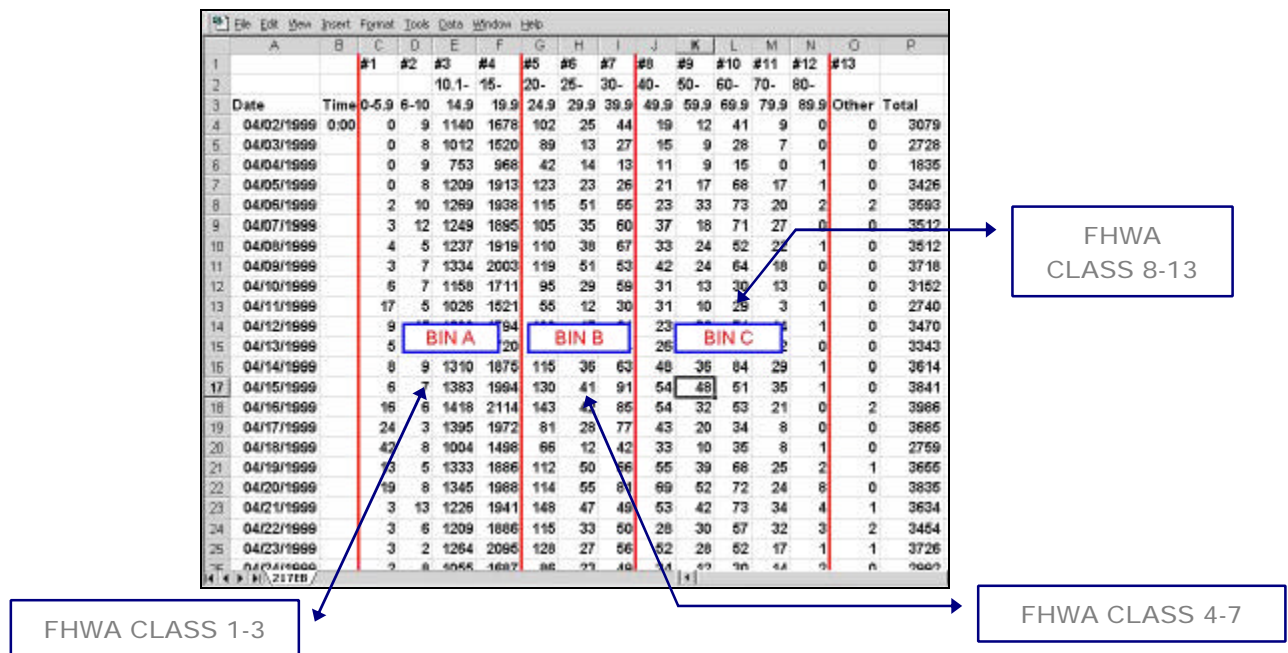 File Edit View Insert Format Tools Data Window Help
A B C D E F G H I J K L M N O P
1 #1 #2 #3 #4 #5 #6 #7 #8 #9 #10 #11 #12 #13
2 10.1- 15- 20- 25- 30- 40- 50- 60- 70- 80-
3 Date Time 0-5.9 6-10 14.9 19.9 24.9 29.9 39.9 49.9 59.9 69.9 79.9 89.9 Other Total
4 04/02/1999 0:00 0 9 1140 1678 102 25 44 19 12 41 9 0 0 3079
5 04/03/1999 0 8 1012 1520 89 13 27 15 9 28 7 0 0 2728
6 04/04/1999 0 9 753 968 42 14 13 11 9 15 0 1 0 1835
7 04/05/1999 0 8 1209 1913 123 23 26 21 17 68 17 1 0 3426
8 04/06/1999 2 10 1269 1938 115 51 55 23 33 73 20 2 2 3593
9 04/07/1999 3 12 1249 1895 105 35 60 37 18 71 27 0 0 3512
10 04/08/1999 4 5 1237 1919 110 38 67 33 24 52 22 1 0 3512
11 04/09/1999 3 7 1334 2003 119 51 53 42 24 64 18 0 0 3718
12 04/10/1999 6 7 1158 1711 95 29 59 31 13 30 13 0 0 3152
13 04/11/1999 17 5 1026 1521 55 12 30 31 10 29 3 1 0 2740
14 04/12/1999 9 23 1 0 3470
15 04/13/1999 5 26 0 0 3343
BIN A BIN B BIN C
16 04/14/1999 8 9 1310 1875 115 36 63 48 36 84 29 1 0 3614
17 04/15/1999 6 7 1383 1994 130 41 91 54 48 51 35 1 0 3841
18 04/16/1999 16 6 1418 2114 143 85 54 32 53 21 0 2 3986
19 04/17/1999 24 3 1395 1972 81 28 77 43 20 34 8 0 0 3685
20 04/18/1999 42 8 1004 1498 66 12 42 33 10 35 8 1 0 2759
21 04/19/1999 13 5 1333 1886 112 50 66 55 39 68 25 2 1 3655
22 04/20/1999 19 8 1345 1988 114 55 81 69 52 72 24 8 0 3835
23 04/21/1999 3 13 1226 1941 148 47 49 53 42 73 34 4 1 3634
24 04/22/1999 3 6 1209 1886 115 33 50 28 30 57 32 3 2 3454
25 04/23/1999 3 2 1264 2095 128 27 56 52 28 52 17 1 1 3726
217EB
FHWA
CLASS 8-13
FHWA CLASS 1-3
FHWA CLASS 4-7